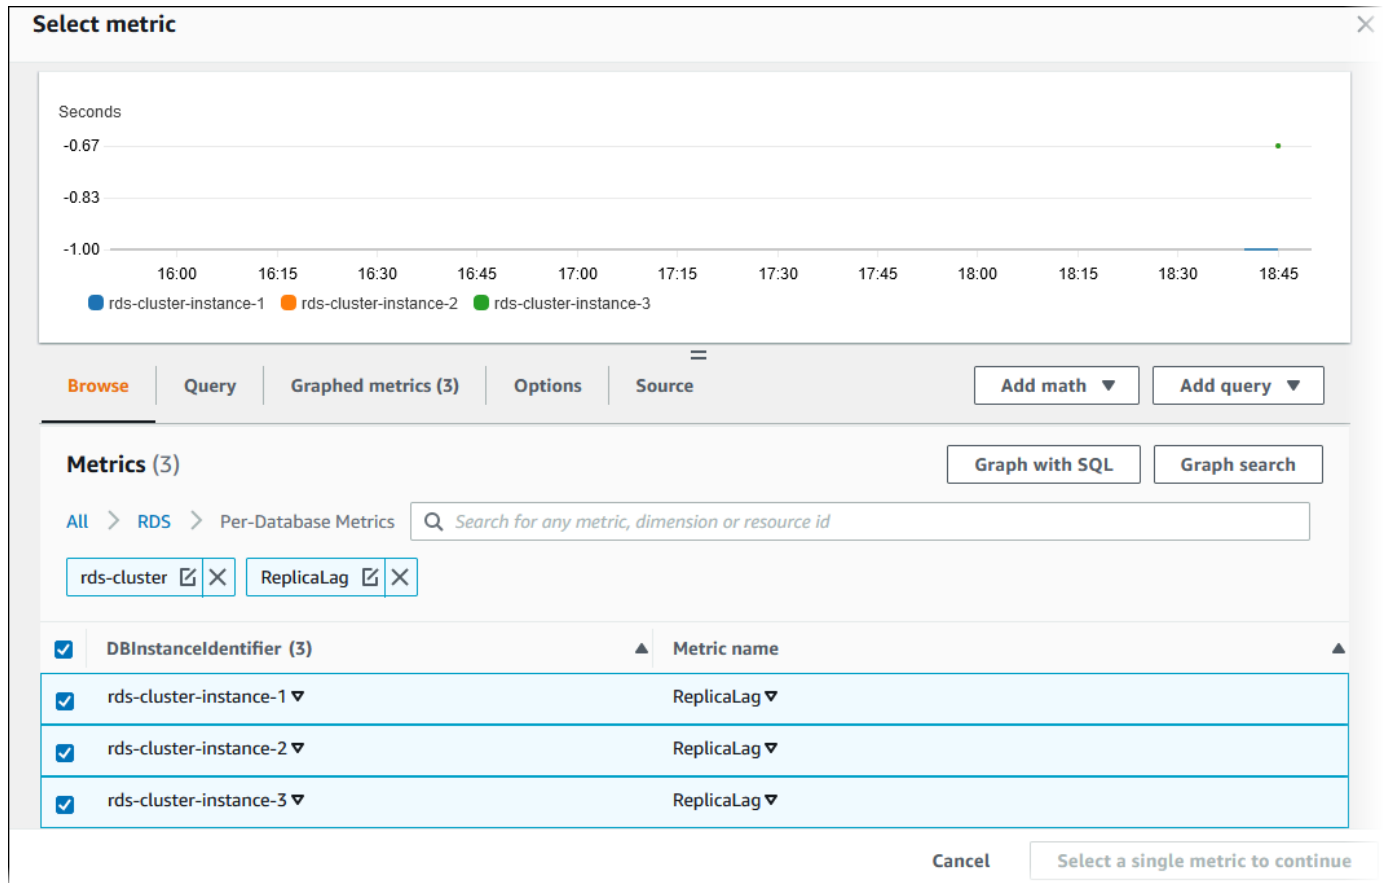 Select metric
Seconds
-0.67
-0.83
-1.00
16:00 16:15 16:30 16:45 17:00 17:15 17:30 17:45 18:00 18:15 18:30 18:45
rds-cluster-instance-1 rds-cluster-instance-2 rds-cluster-instance-3
Browse Query Graphed metrics (3) Options Source Add math Add query
Metrics (3) Graph with SQL Graph search
All RDS Per-Database Metrics Search for any metric, dimension or resource id
rds-cluster ReplicaLag
DBInstanceIdentifier (3) Metric name
rds-cluster-instance-1 ReplicaLag
rds-cluster-instance-2 ReplicaLag
rds-cluster-instance-3 ReplicaLag
Cancel Select a single metric to continue